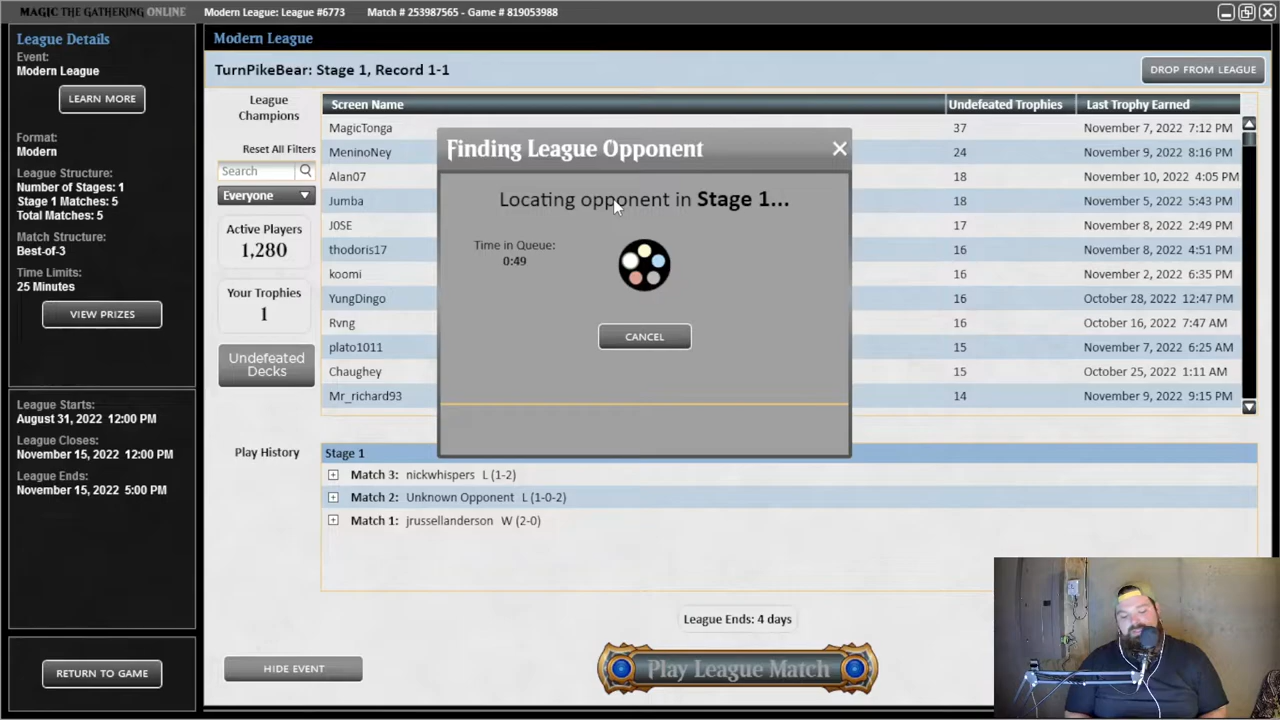 MAGIC THE GATHERING ONLINE Modern League: League #6773 Match # 253987565 - Game # 819053988
League Details
Event:
Modern League
LEARN MORE
Format:
Modern
League Structure:
Number of Stages: 1
Stage 1 Matches: 5
Total Matches: 5
Match Structure:
Best-of-3
Time Limits:
25 Minutes
VIEW PRIZES
League Starts:
August 31, 2022 12:00 PM
League Closes:
November 15, 2022 12:00 PM
League Ends:
November 15, 2022 5:00 PM
RETURN TO GAME
Modern League
TurnPikeBear: Stage 1, Record 1-1
DROP FROM LEAGUE
League
Champions
Reset All Filters
Search
Everyone
Active Players
1,280
Your Trophies
1
Undefeated
Decks
Screen Name Undefeated Trophies Last Trophy Earned
MagicTonga 37 November 7, 2022 7:12 PM
MeninoNey 24 November 9, 2022 8:16 PM
Alan07 18 November 10, 2022 4:05 PM
Jumba 18 November 5, 2022 5:43 PM
JOSE 17 November 8, 2022 2:49 PM
thodoris17 16 November 8, 2022 4:51 PM
koomi 16 November 2, 2022 6:35 PM
YungDingo 16 October 28, 2022 12:47 PM
Rvng 16 October 16, 2022 7:47 AM
plato1011 15 November 7, 2022 6:25 AM
Chaughey 15 October 25, 2022 1:11 AM
Mr_richard93 14 November 9, 2022 9:15 PM
Finding League Opponent
Locating opponent in Stage 1...
Time in Queue:
0:49
CANCEL
Play History
Stage 1
Match 3: nickwhispers L (1-2)
Match 2: Unknown Opponent L (1-0-2)
Match 1: jrussellanderson W (2-0)
League Ends: 4 days
HIDE EVENT
Play League Match